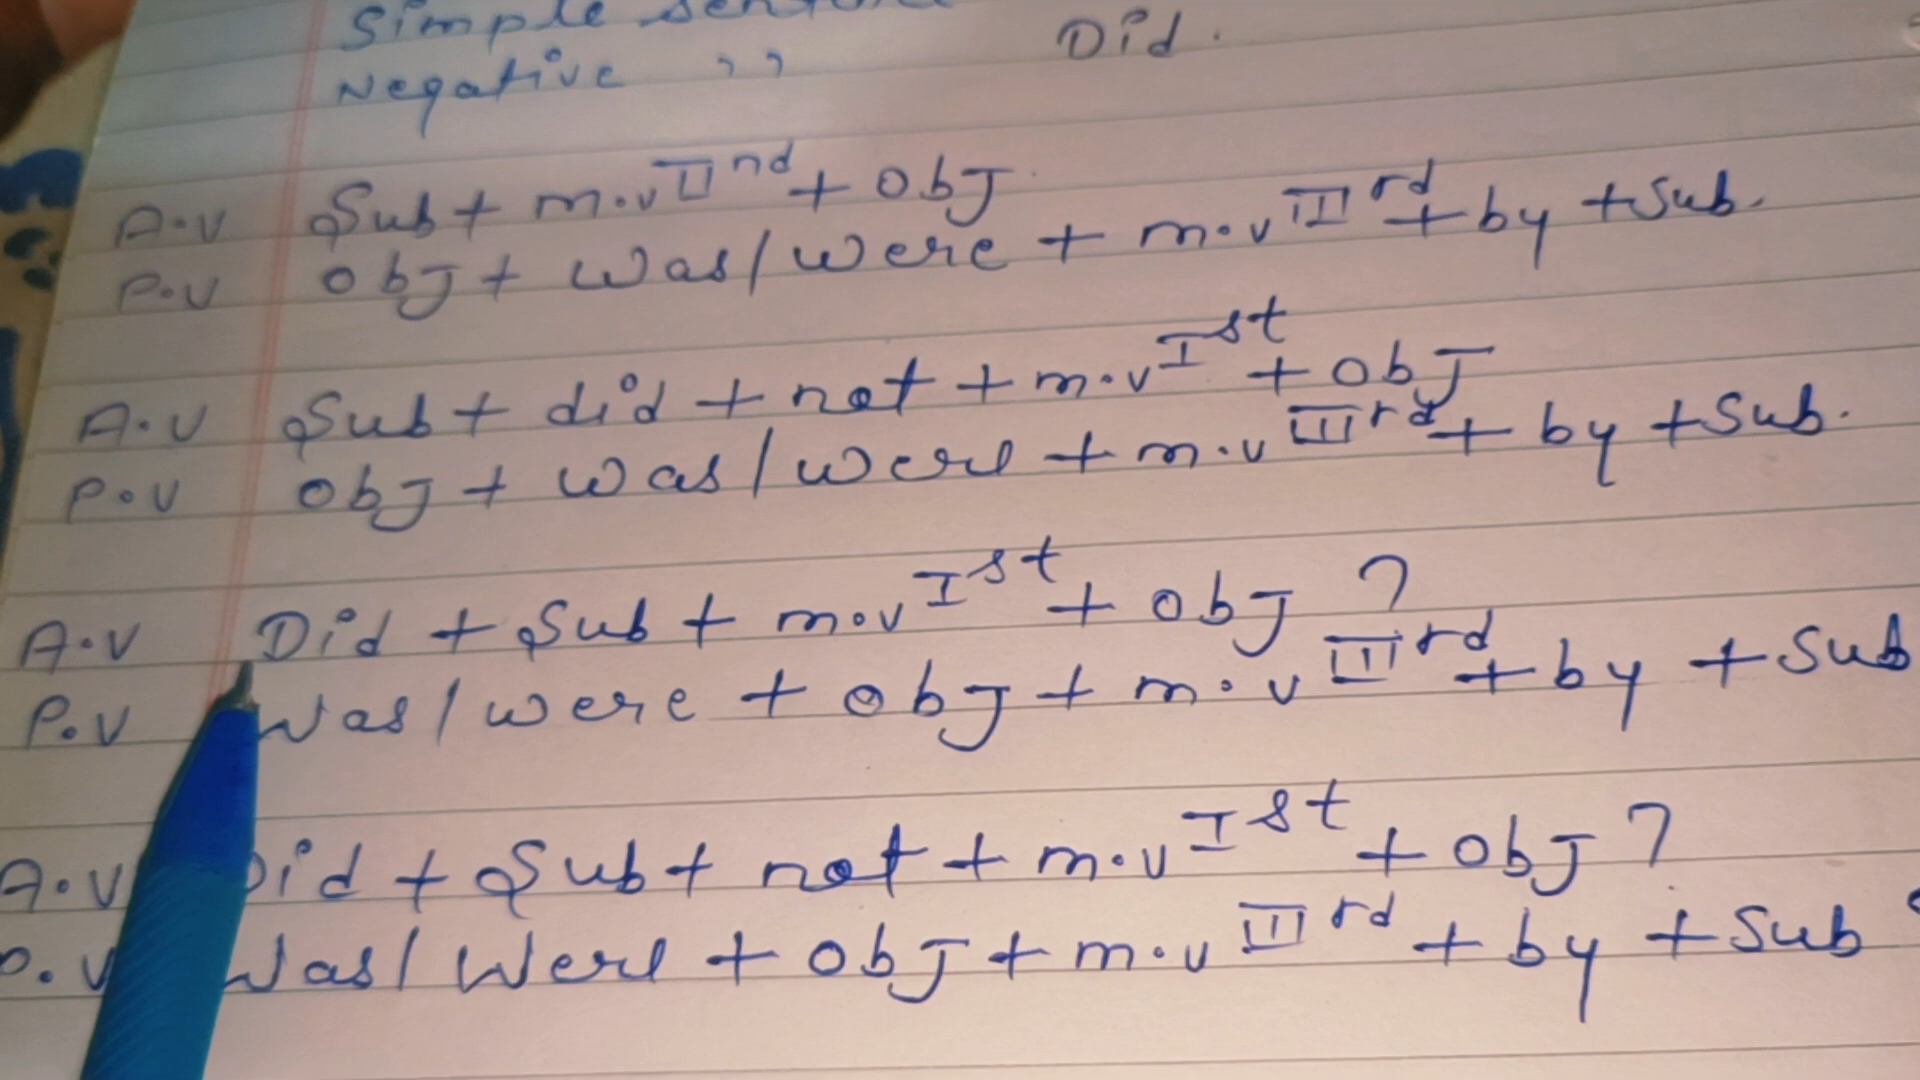 Simple
Negative ,, Did.
A.V Sub + m.v IInd + Obj
P.V Obj + was/were + m.v IIIrd + by + Sub.
A.V Sub + did + not + m.v Ist + Obj
P.V Obj + was/were + m.v IIIrd + by + Sub.
A.V Did + Sub + m.v Ist + Obj ?
P.V Was/were + Obj + m.v IIIrd + by + Sub
A.V Did + Sub + not + m.v Ist + Obj ?
P.V Was/Were + Obj + m.v IIIrd + by + Sub